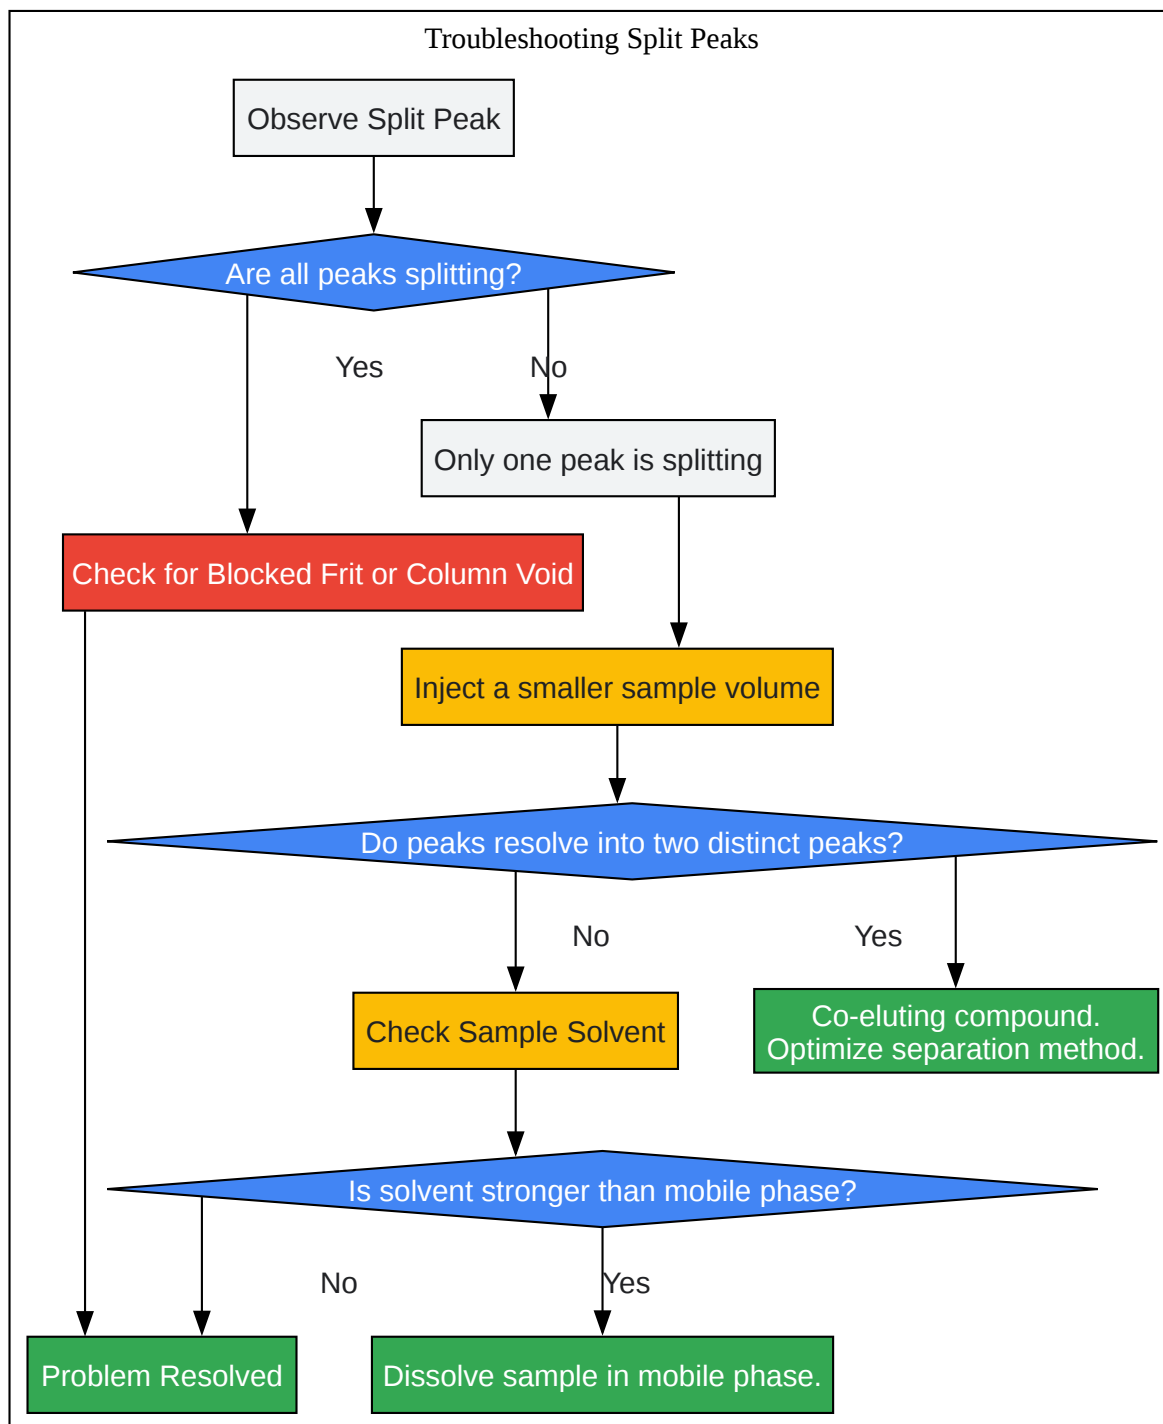 Troubleshooting Split Peaks
Observe Split Peak
Are all peaks splitting?
Yes
No
Only one peak is splitting
Check for Blocked Frit or Column Void
Inject a smaller sample volume
Do peaks resolve into two distinct peaks?
No
Yes
Co-eluting compound.
Optimize separation method.
Check Sample Solvent
Is solvent stronger than mobile phase?
No
Yes
Problem Resolved
Dissolve sample in mobile phase.